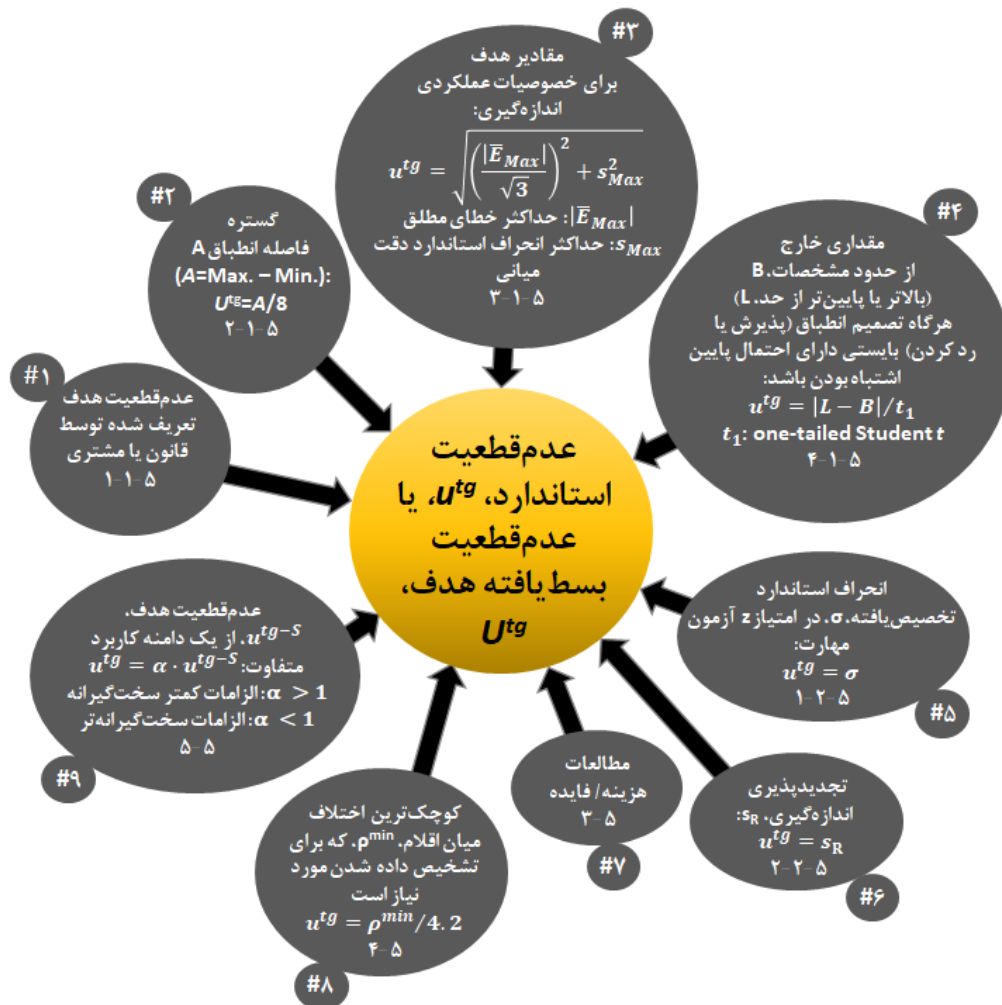 #۳
مقادیر هدف
برای خصوصیات عملکردی
اندازه‌گیری:
u^{tg} = √((|E̅_{Max}|/√3)² + s²_{Max})
|E̅_{Max}|: حداکثر خطای مطلق
s_{Max}: حداکثر انحراف استاندارد دقت
میانی
۳-۱-۵
#۲
گستره
فاصله انطباق A
(A=Max. – Min.):
U^{tg}=A/8
۲-۱-۵
#۴
مقداری خارج
از حدود مشخصات، B
(بالاتر یا پایین‌تر از حد، L)
هرگاه تصمیم انطباق (پذیرش یا
رد کردن) بایستی دارای احتمال پایین
اشتباه‌بودن باشد:
u^{tg} = |L − B|/t₁
t₁: one-tailed Student t
۴-۱-۵
#۱
عدم‌قطعیت هدف
تعریف شده توسط
قانون یا مشتری
۱-۱-۵
عدم‌قطعیت
استاندارد، u^{tg}، یا
عدم‌قطعیت
بسط‌یافته هدف،
U^{tg}
انحراف استاندارد
تخصیص‌یافته، σ، در امتیاز z آزمون
مهارت:
u^{tg} = σ
۱-۲-۵
#۵
عدم‌قطعیت هدف،
u^{tg−S}، از یک دامنه کاربرد
متفاوت: u^{tg} = α · u^{tg−S}
α > 1: الزامات کمتر سخت‌گیرانه
α < 1: الزامات سخت‌گیرانه‌تر
۵-۵
#۹
تجدیدپذیری
اندازه‌گیری، s_R:
u^{tg} = s_R
۲-۲-۵
#۶
مطالعات
هزینه/ فایده
۳-۵
#۷
کوچک‌ترین اختلاف
میان اقلام، ρ^{min}، که برای
تشخیص داده شدن مورد
نیاز است
u^{tg} = ρ^{min}/4.2
۴-۵
#۸